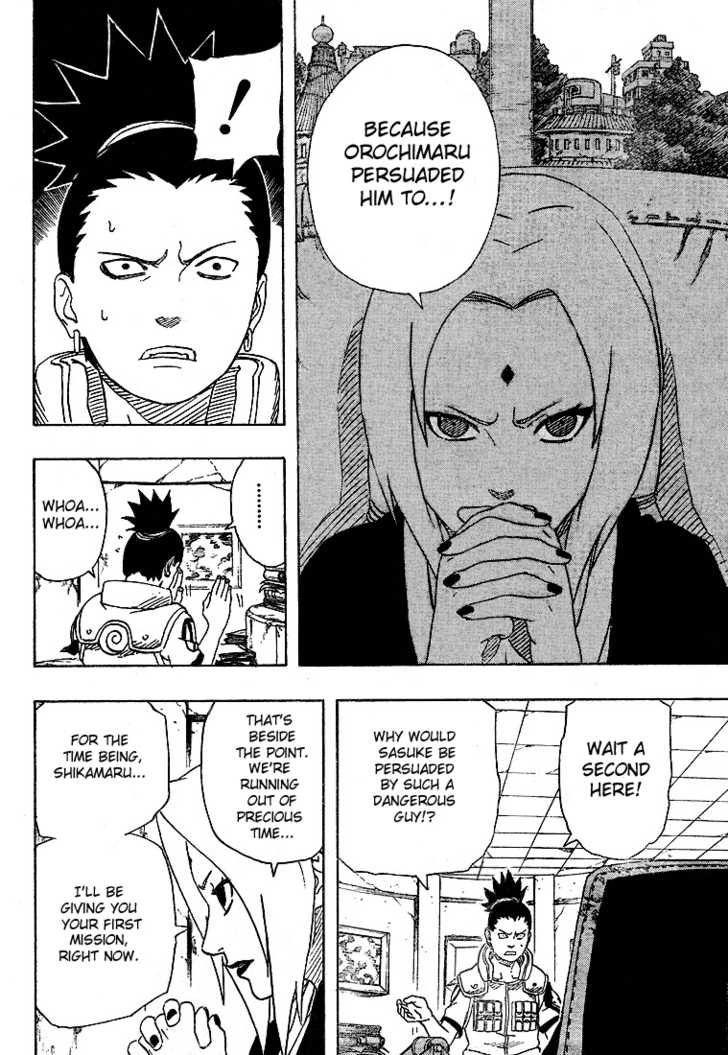 BECAUSE
OROCHIMARU
PERSUADED
HIM TO...!
!
.........
WHOA...
WHOA...
WAIT A
SECOND
HERE!
WHY WOULD
SASUKE BE
PERSUADED
BY SUCH A
DANGEROUS
GUY!?
THAT'S
BESIDE
THE POINT.
WE'RE
RUNNING
OUT OF
PRECIOUS
TIME...
FOR THE
TIME BEING,
SHIKAMARU...
I'LL BE
GIVING YOU
YOUR FIRST
MISSION,
RIGHT NOW.